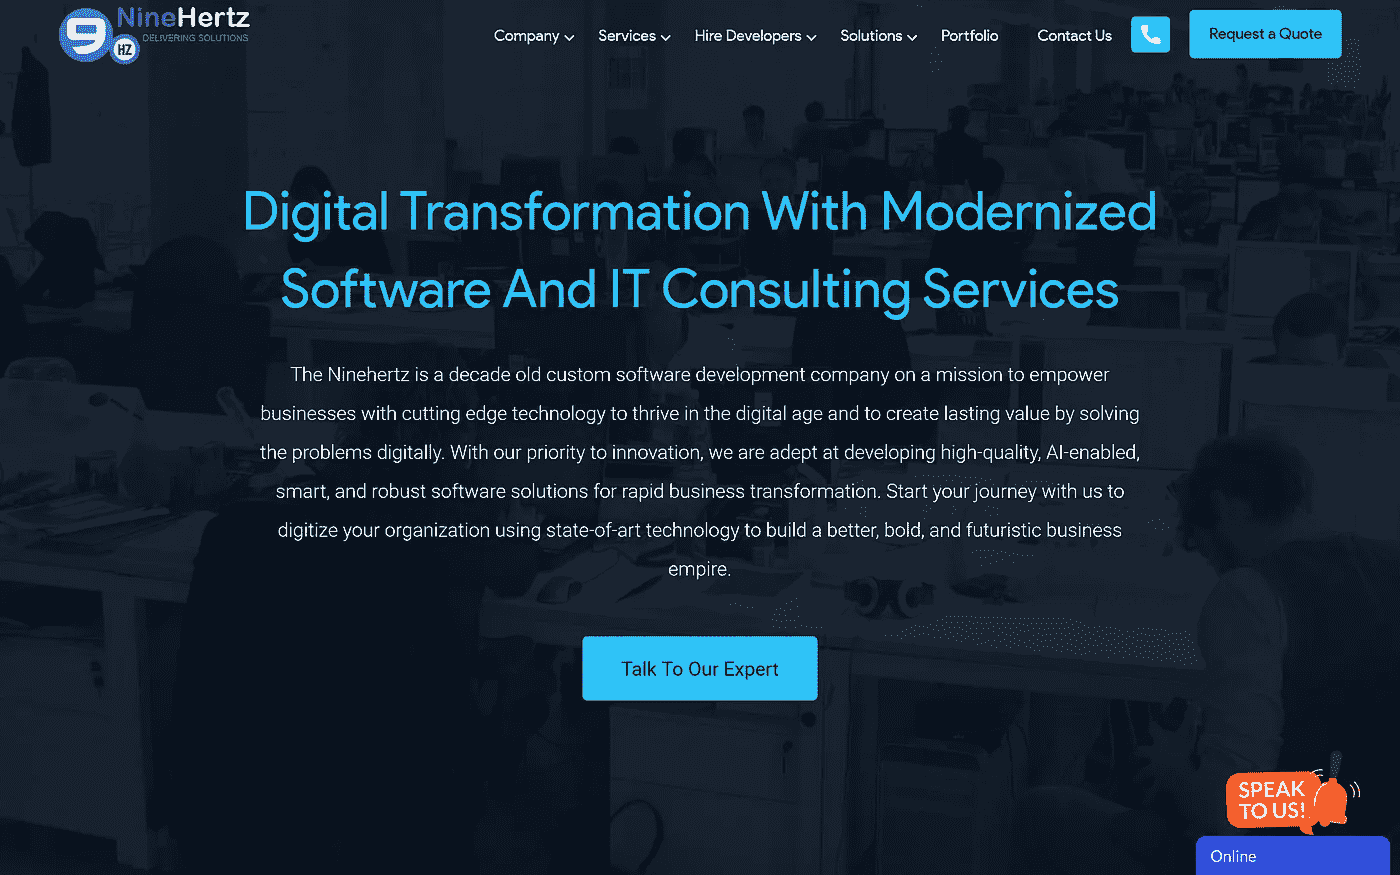 NineHertz
DELIVERING SOLUTIONS
9
HZ
Company
Services
Hire Developers
Solutions
Portfolio
Contact Us
Request a Quote
Digital Transformation With Modernized
Software And IT Consulting Services
The Ninehertz is a decade old custom software development company on a mission to empower
businesses with cutting edge technology to thrive in the digital age and to create lasting value by solving
the problems digitally. With our priority to innovation, we are adept at developing high-quality, AI-enabled,
smart, and robust software solutions for rapid business transformation. Start your journey with us to
digitize your organization using state-of-art technology to build a better, bold, and futuristic business
empire.
Talk To Our Expert
SPEAK
TO US!
Online